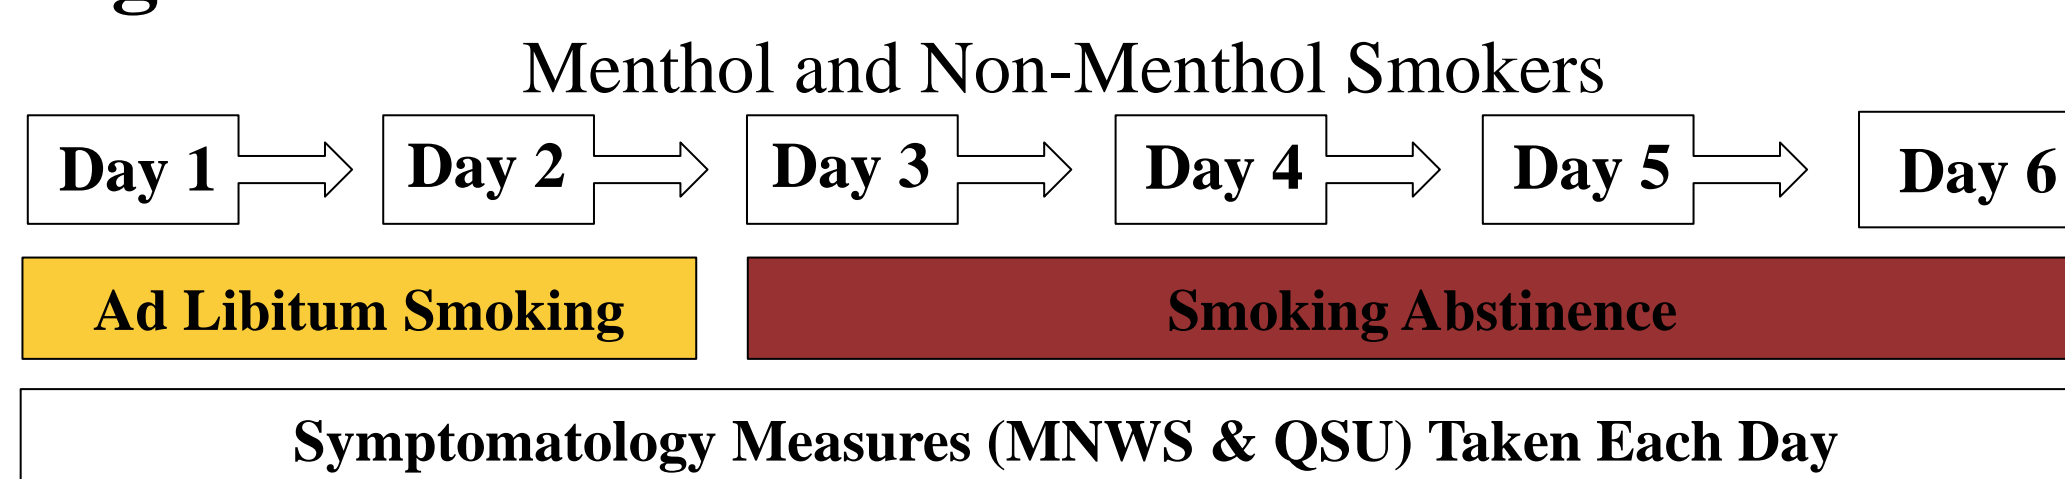 Menthol and Non-Menthol Smokers
Day 1 Day 2 Day 3 Day 4 Day 5 Day 6
Ad Libitum Smoking Smoking Abstinence
Symptomatology Measures (MNWS & QSU) Taken Each Day